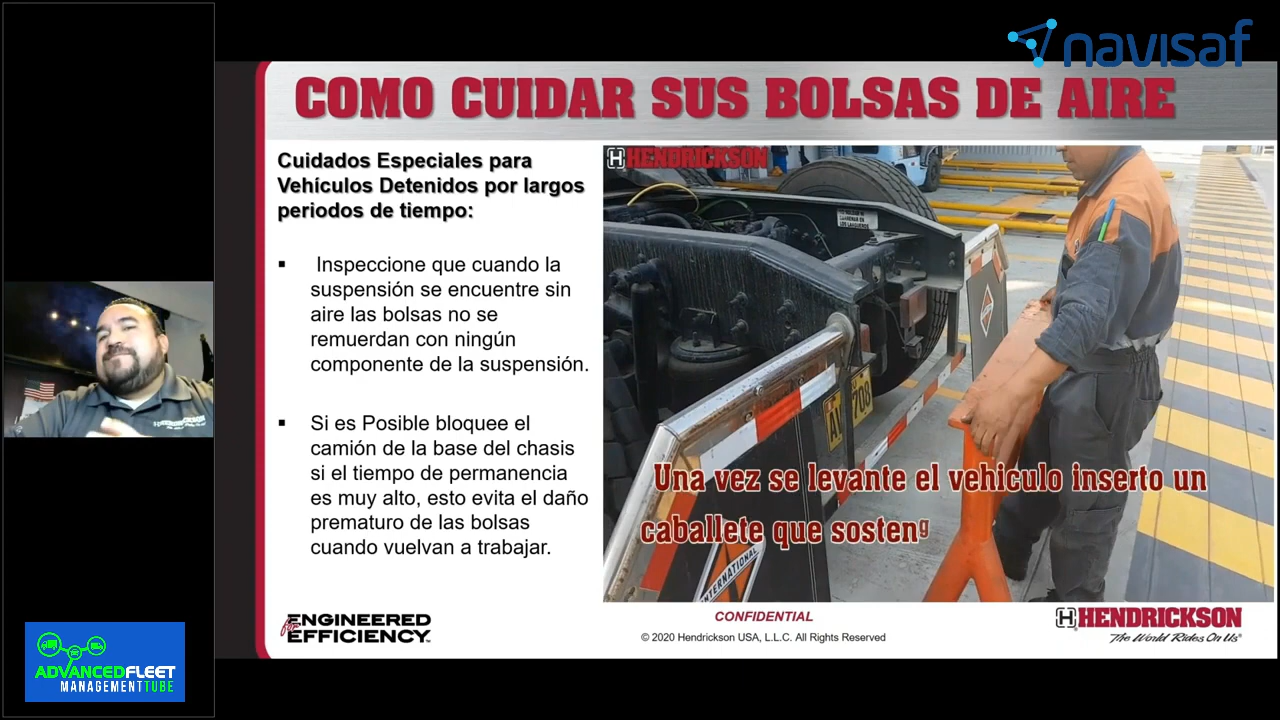 navisaf
COMO CUIDAR SUS BOLSAS DE AIRE
Cuidados Especiales para
Vehículos Detenidos por largos
periodos de tiempo:
▪ Inspeccione que cuando la
suspensión se encuentre sin
aire las bolsas no se
remuerdan con ningún
componente de la suspensión.
▪ Si es Posible bloquee el
camión de la base del chasis
si el tiempo de permanencia
es muy alto, esto evita el daño
prematuro de las bolsas
cuando vuelvan a trabajar.
HENDRICKSON
708
AV
Una vez se levante el vehiculo inserto un
caballete que sosteng
INTERNATIONAL
ENGINEERED
for EFFICIENCY
CONFIDENTIAL
© 2020 Hendrickson USA, L.L.C. All Rights Reserved
HENDRICKSON
The World Rides On Us
ADVANCEDFLEET
MANAGEMENTTUBE